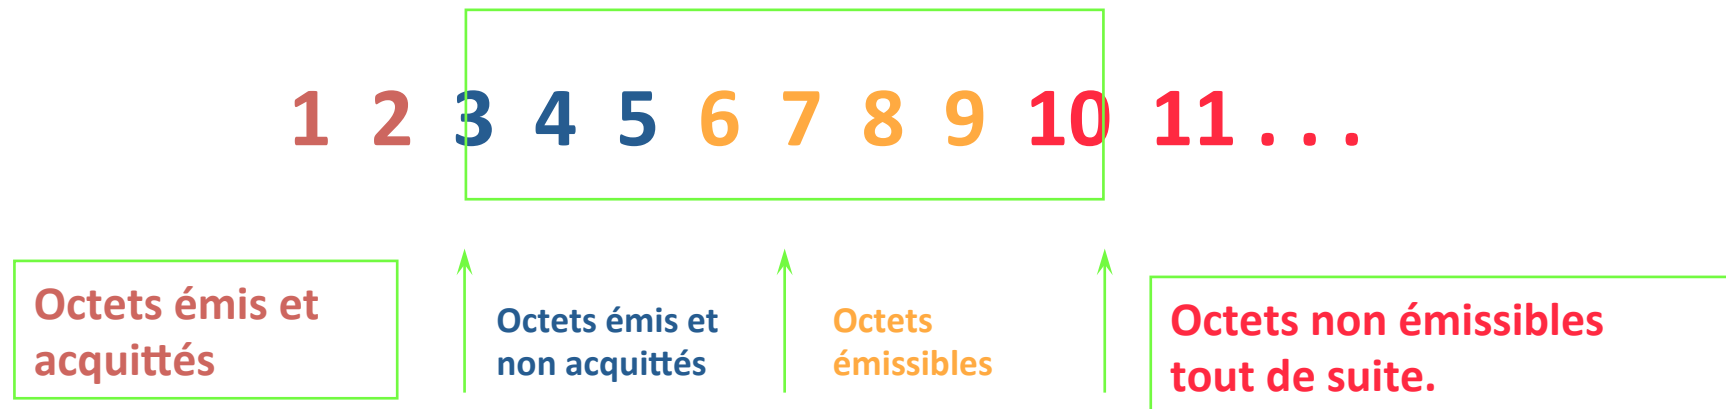 1 2 3 4 5 6 7 8 9 10 11 . . .
Octets émis et
acquittés
Octets émis et
non acquittés
Octets
émissibles
Octets non émissibles
tout de suite.